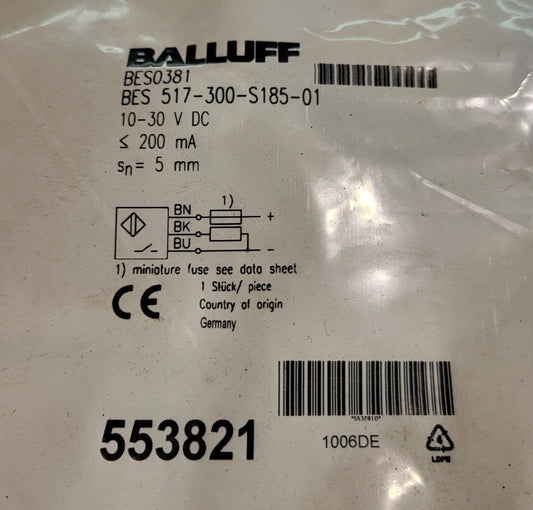 BALLUFF
BES0381
BES 517-300-S185-01
10-30 V DC
≤ 200 mA
sn= 5 mm
1)
BN
+
BK
BU
−
1) miniature fuse see data sheet
CE
1 Stück/ piece
Country of origin
Germany
553821
1006DE
4
LDPE